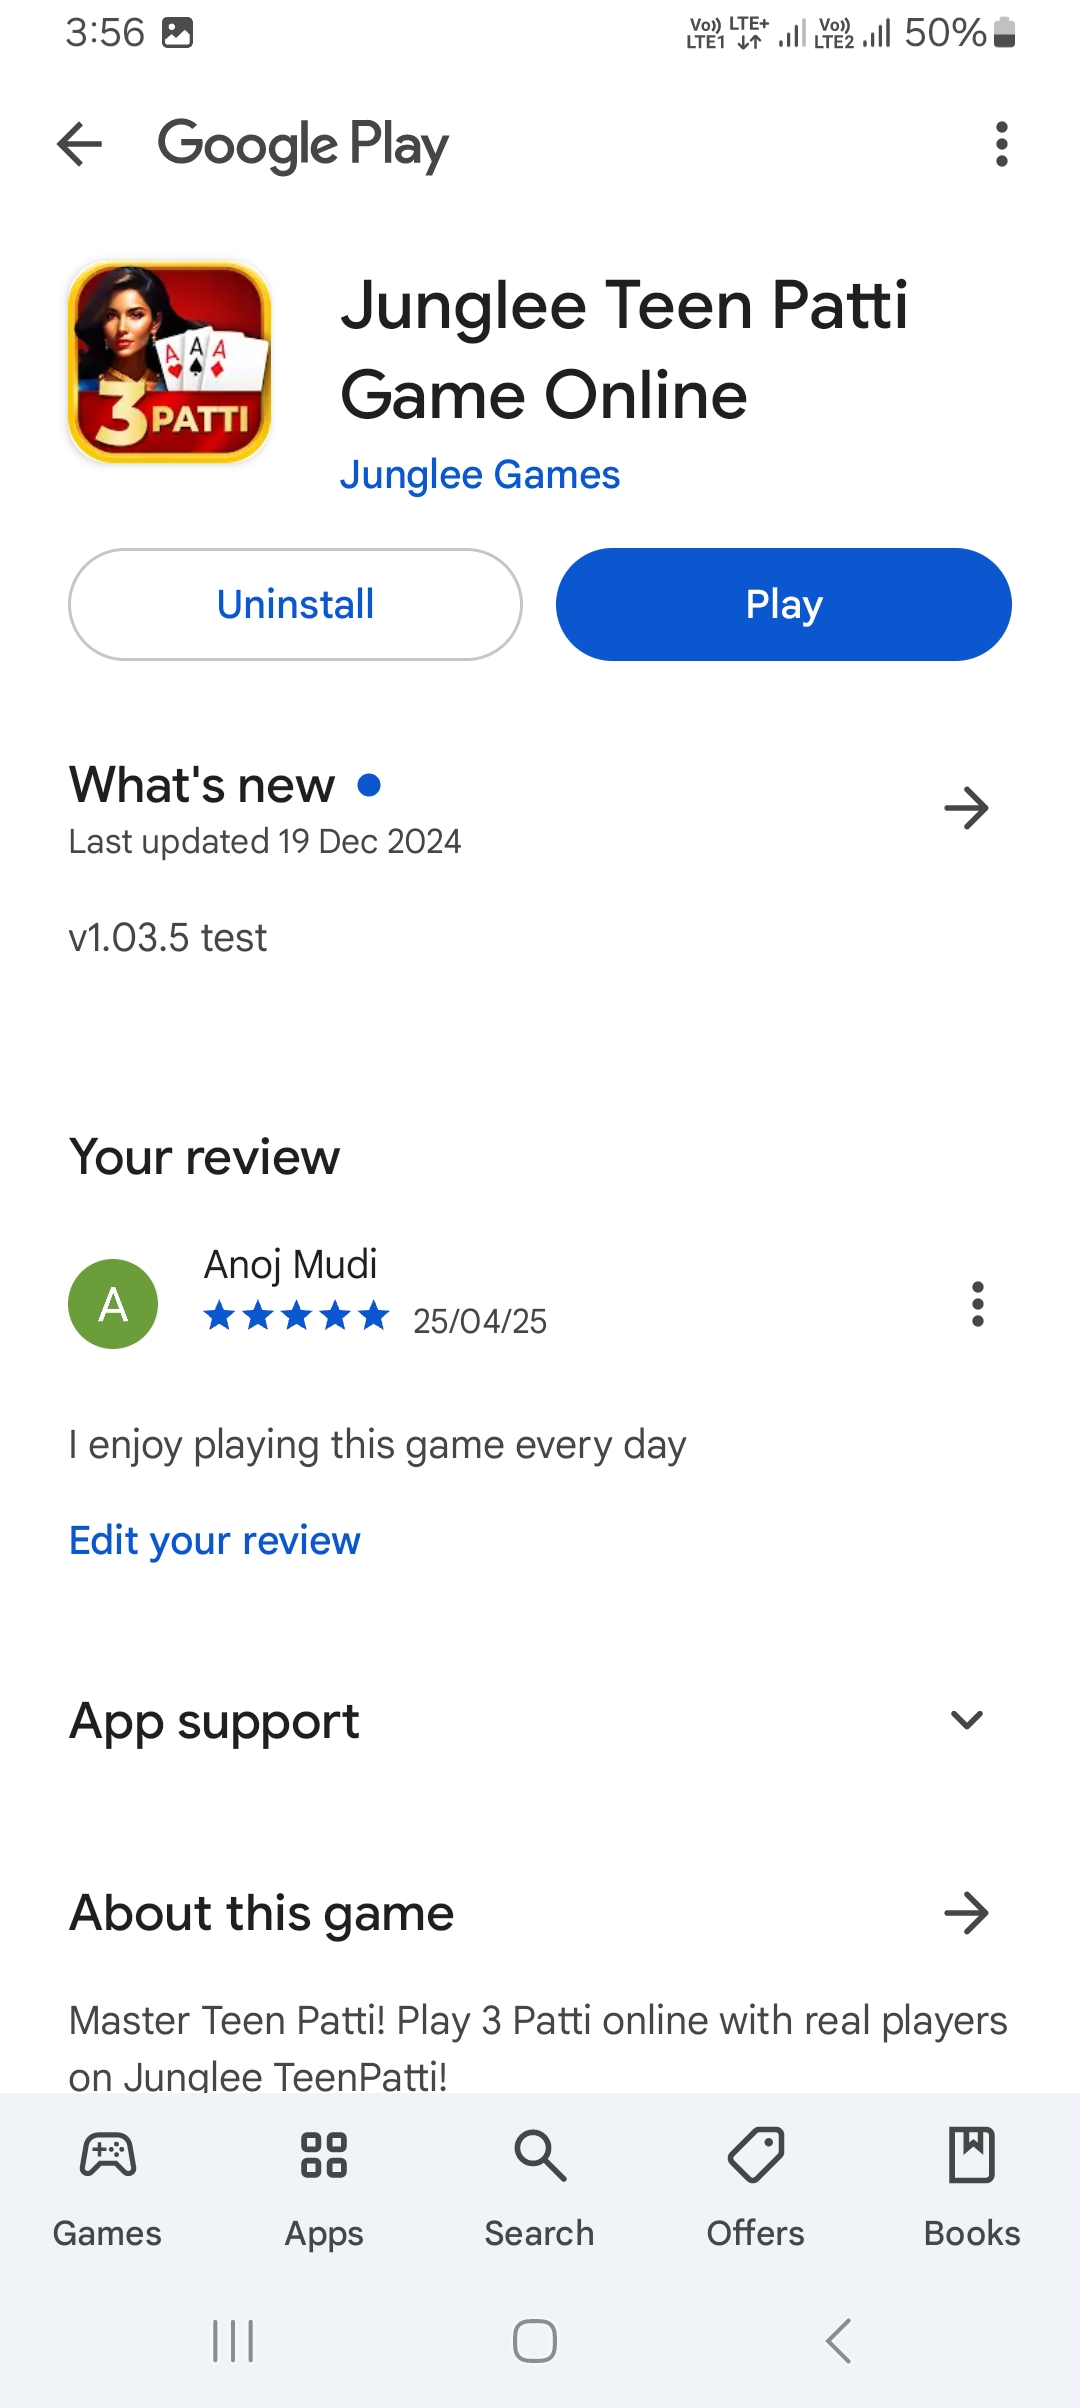 3:56 Vo)) LTE1 LTE+ Vo)) LTE2 50%
Google Play
A A A
3 PATTI
Junglee Teen Patti
Game Online
Junglee Games
Uninstall
Play
What's new
Last updated 19 Dec 2024
v1.03.5 test
Your review
A
Anoj Mudi
25/04/25
I enjoy playing this game every day
Edit your review
App support
About this game
Master Teen Patti! Play 3 Patti online with real players
on Junglee TeenPatti!
Games Apps Search Offers Books